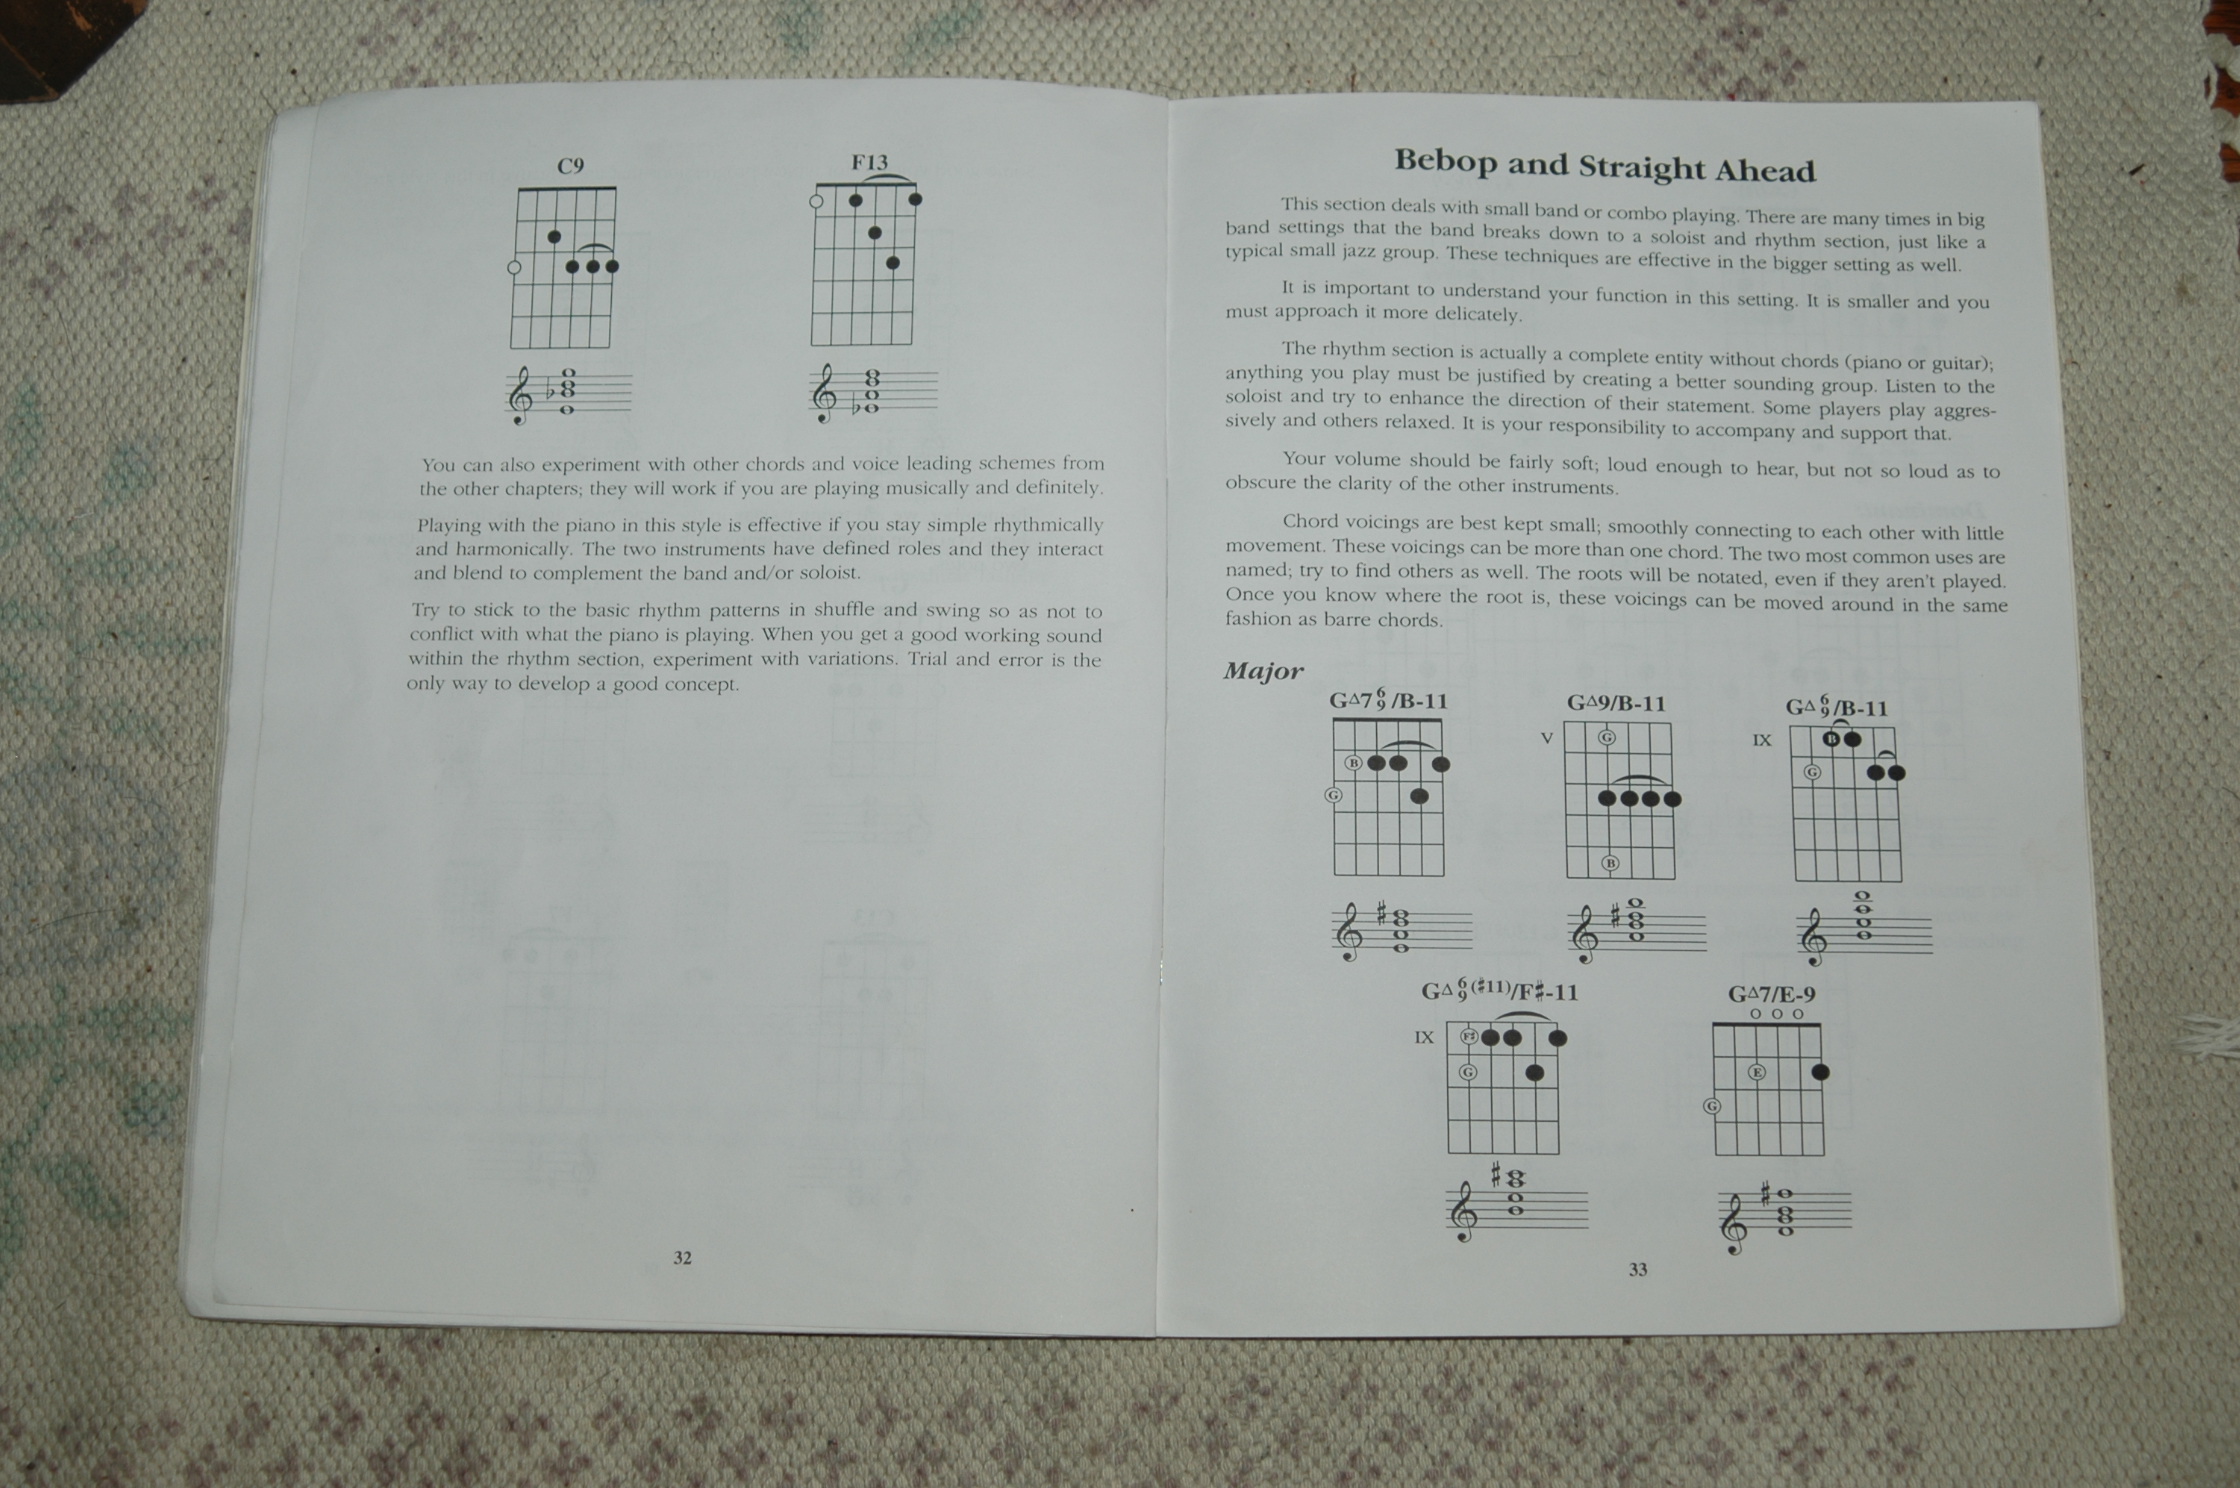 C9
F13
You can also experiment with other chords and voice leading schemes from
the other chapters; they will work if you are playing musically and definitely.
Playing with the piano in this style is effective if you stay simple rhythmically
and harmonically. The two instruments have defined roles and they interact
and blend to complement the band and/or soloist.
Try to stick to the basic rhythm patterns in shuffle and swing so as not to
conflict with what the piano is playing. When you get a good working sound
within the rhythm section, experiment with variations. Trial and error is the
only way to develop a good concept.
32
Bebop and Straight Ahead
This section deals with small band or combo playing. There are many times in big
band settings that the band breaks down to a soloist and rhythm section, just like a
typical small jazz group. These techniques are effective in the bigger setting as well.
It is important to understand your function in this setting. It is smaller and you
must approach it more delicately.
The rhythm section is actually a complete entity without chords (piano or guitar);
anything you play must be justified by creating a better sounding group. Listen to the
soloist and try to enhance the direction of their statement. Some players play aggres-
sively and others relaxed. It is your responsibility to accompany and support that.
Your volume should be fairly soft; loud enough to hear, but not so loud as to
obscure the clarity of the other instruments.
Chord voicings are best kept small; smoothly connecting to each other with little
movement. These voicings can be more than one chord. The two most common uses are
named; try to find others as well. The roots will be notated, even if they aren't played.
Once you know where the root is, these voicings can be moved around in the same
fashion as barre chords.
Major
G△7 6/9 /B-11
G△9/B-11
G△ 6/9 /B-11
B
G
V
G
B
IX
G
G△ 6/9 (♯11)/F♯-11
G△7/E-9
IX
F♯
G
E
G
33